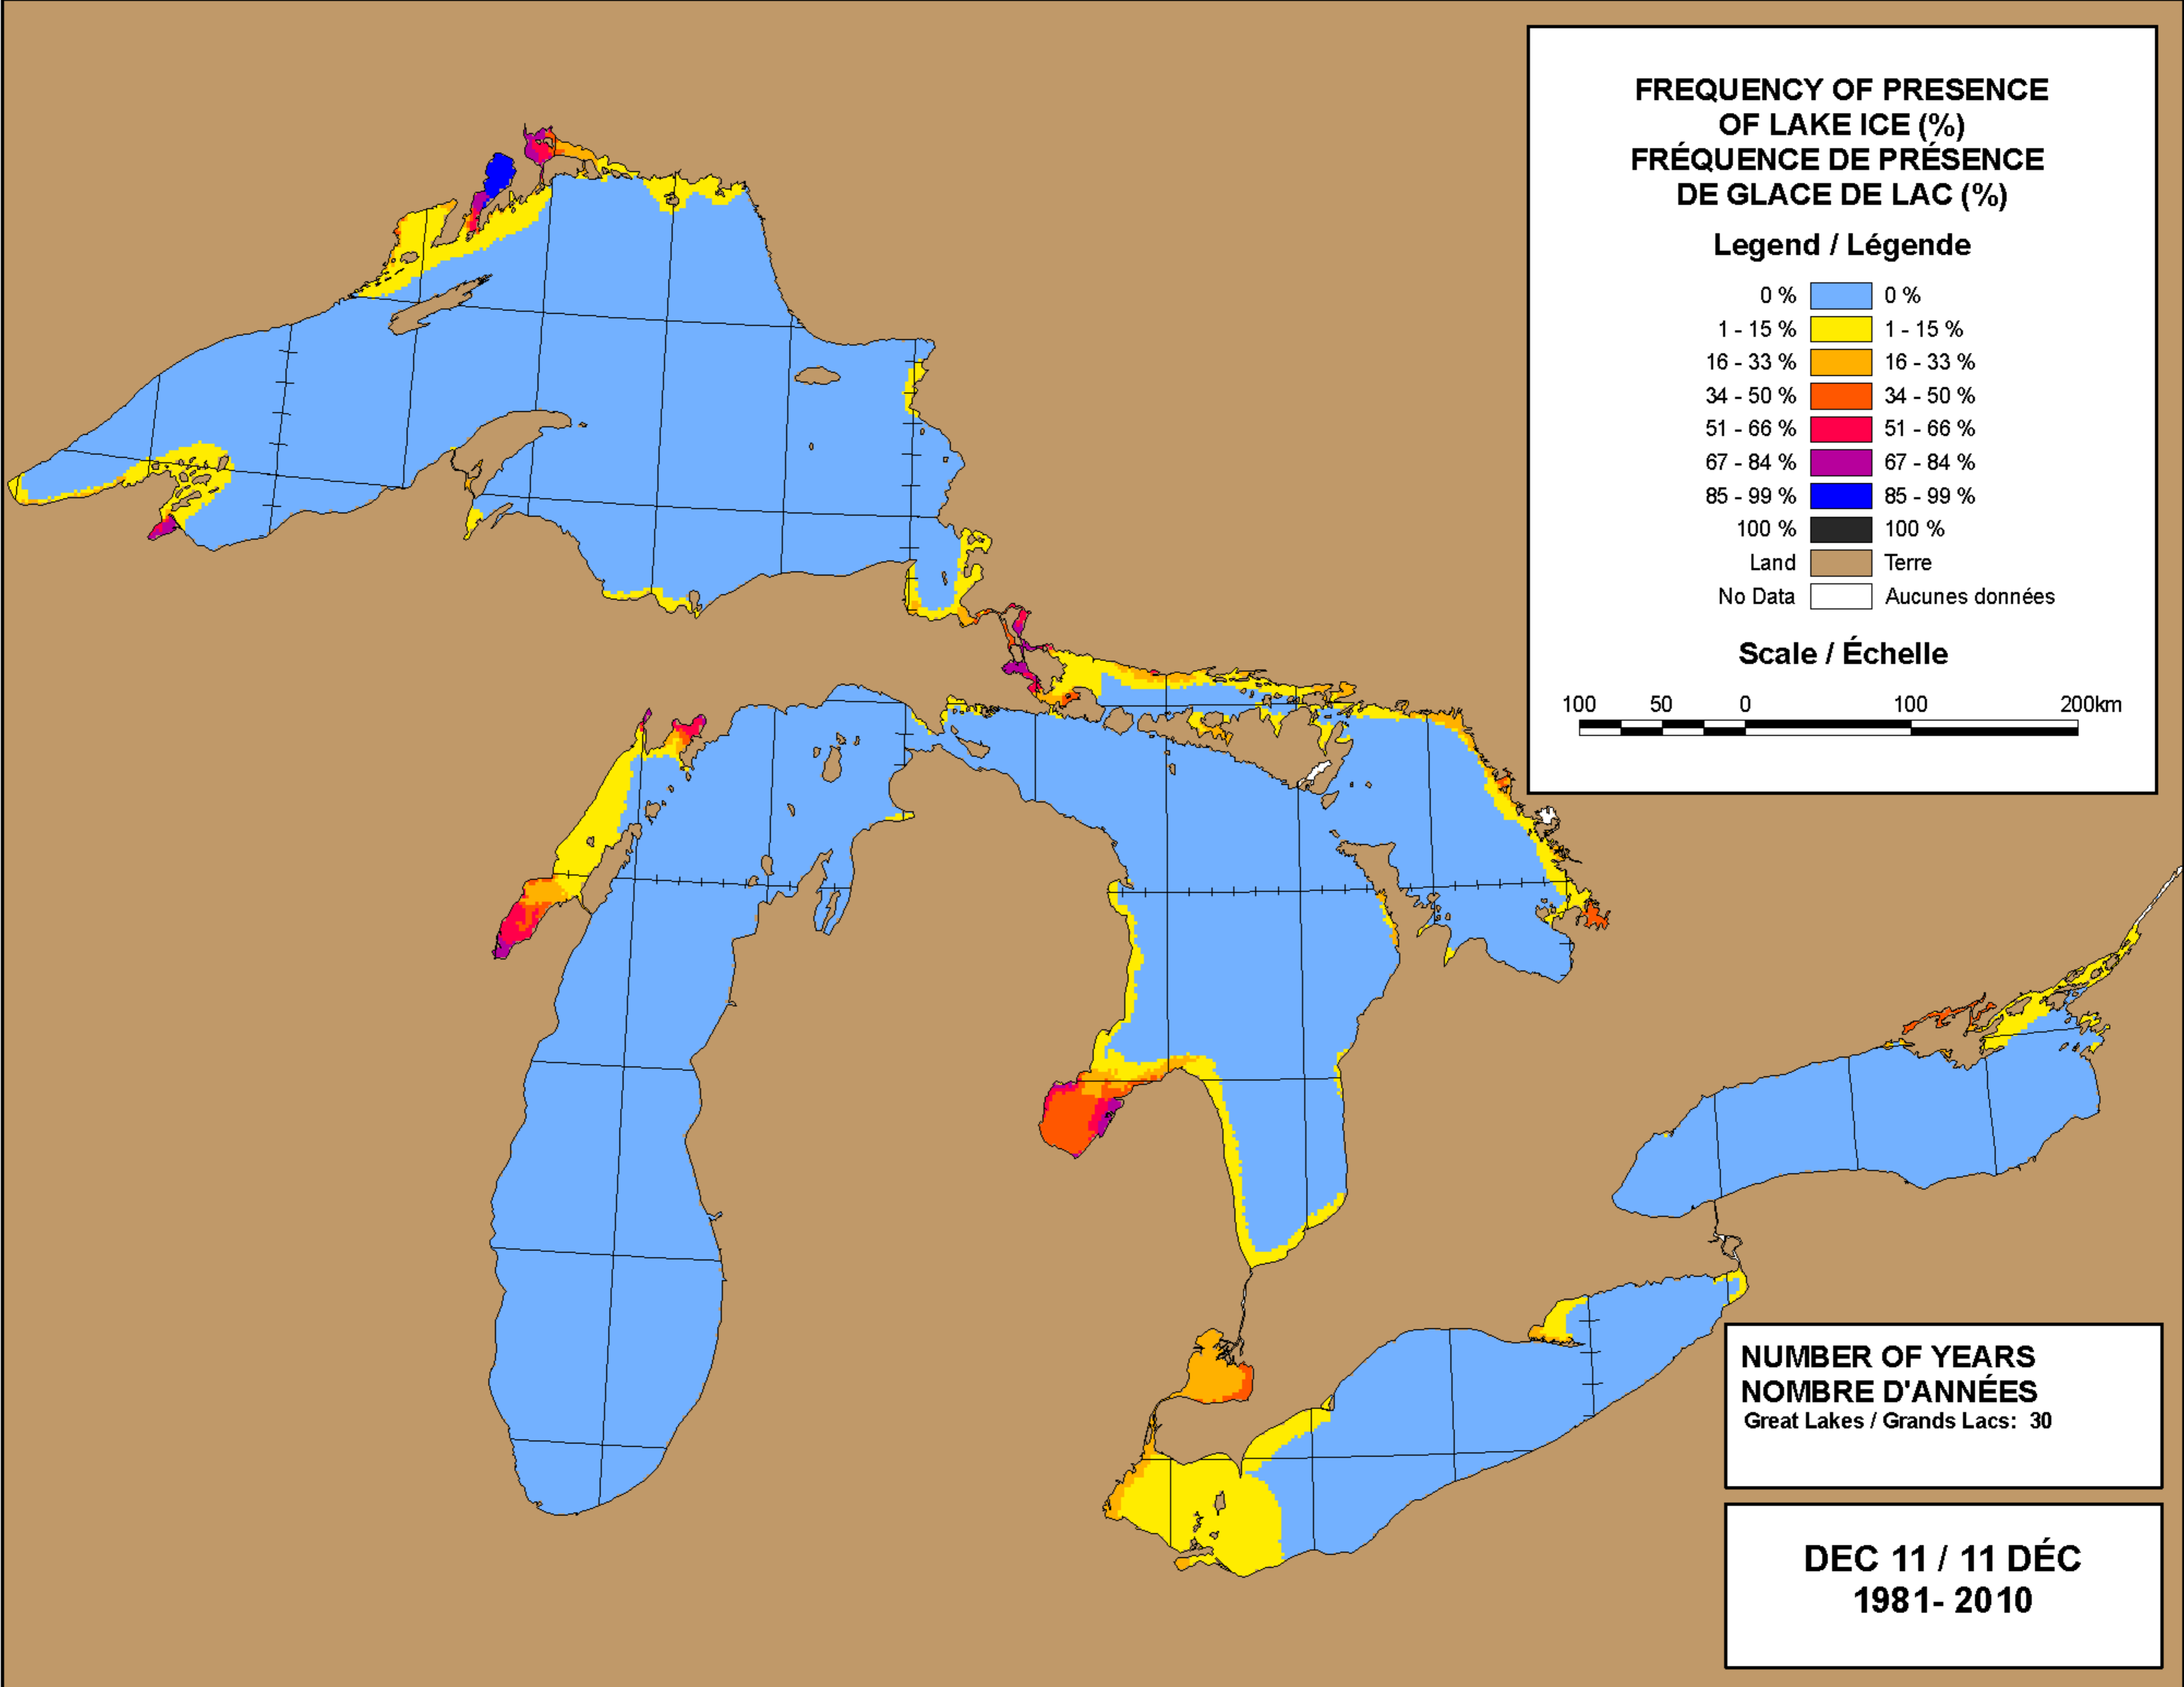 FREQUENCY OF PRESENCE
OF LAKE ICE (%)
FRÉQUENCE DE PRÉSENCE
DE GLACE DE LAC (%)
Legend / Légende
0 % 0 %
1 - 15 % 1 - 15 %
16 - 33 % 16 - 33 %
34 - 50 % 34 - 50 %
51 - 66 % 51 - 66 %
67 - 84 % 67 - 84 %
85 - 99 % 85 - 99 %
100 % 100 %
Land Terre
No Data Aucunes données
Scale / Échelle
100 50 0 100 200km
NUMBER OF YEARS
NOMBRE D'ANNÉES
Great Lakes / Grands Lacs: 30
DEC 11 / 11 DÉC
1981- 2010